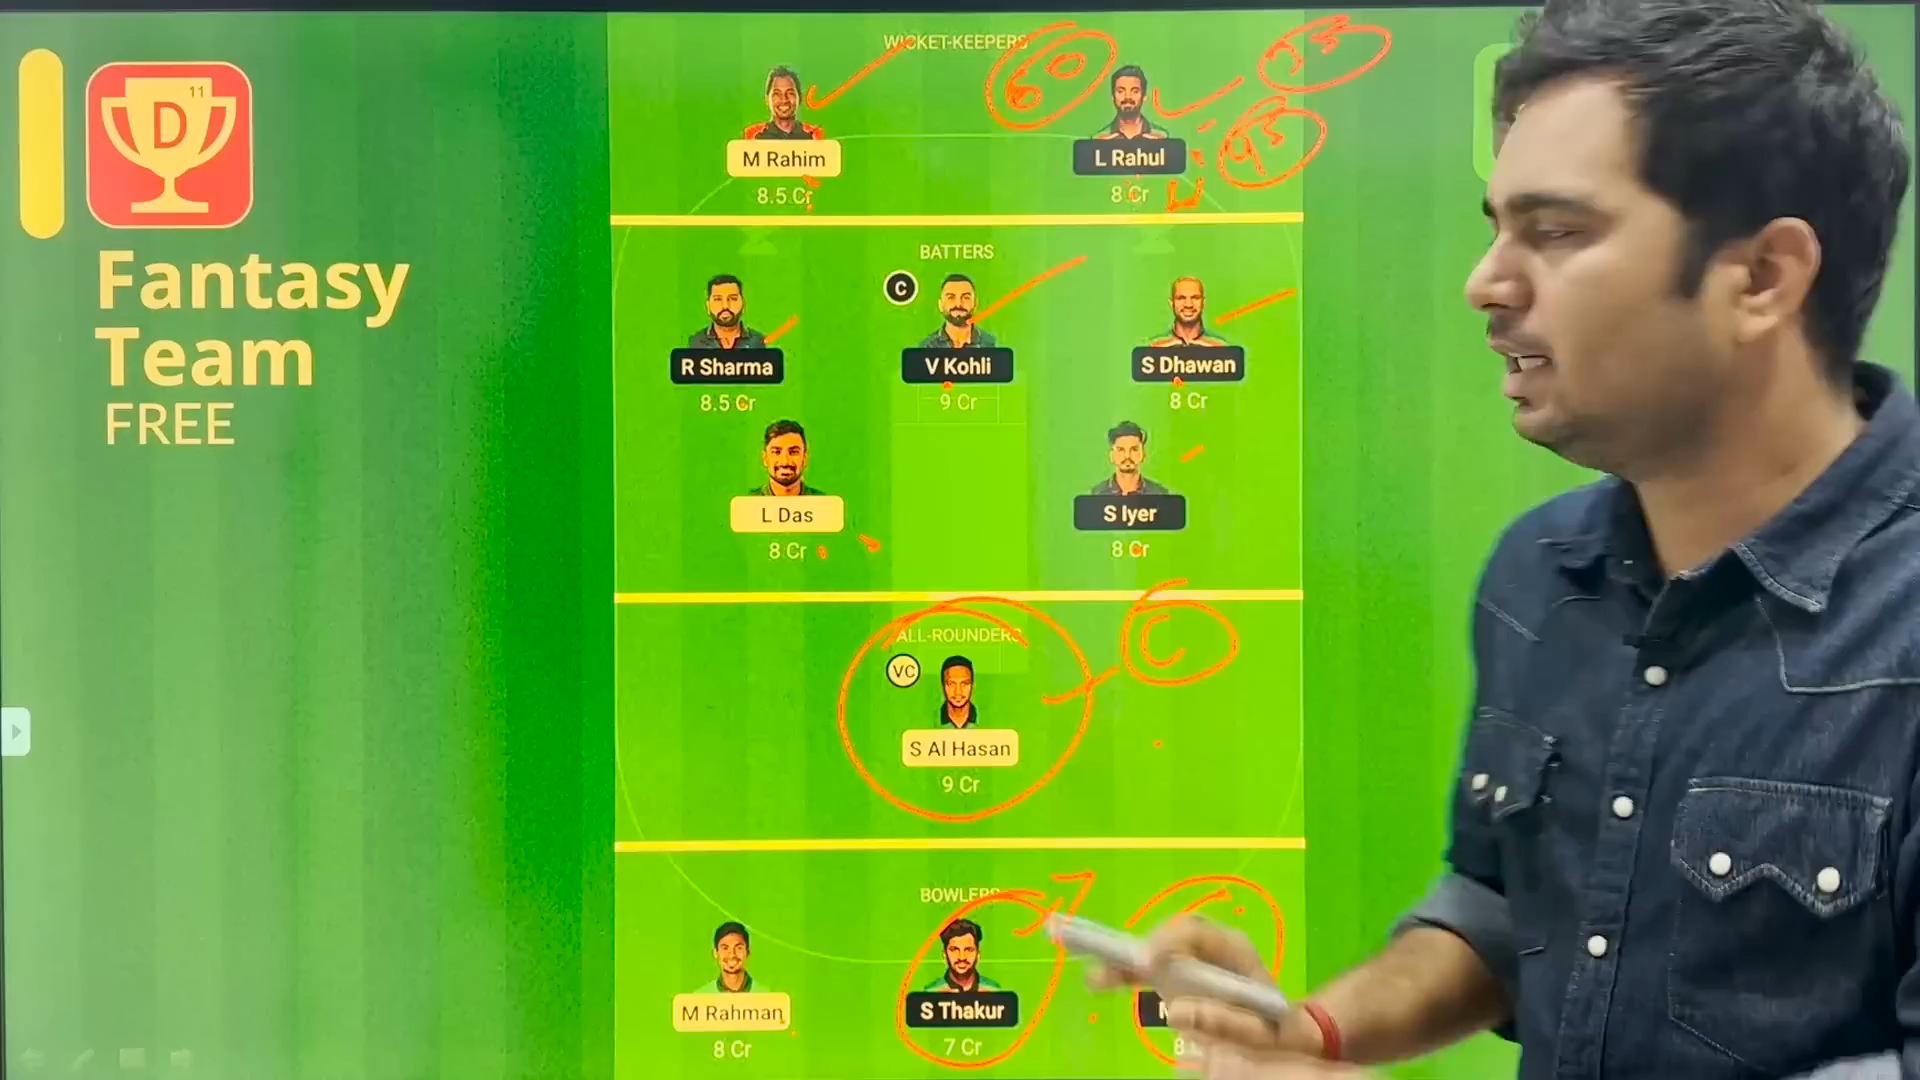 D 11
Fantasy
Team
FREE
WICKET-KEEPERS
60
M Rahim
L Rahul
8.5 Cr
8 Cr
BATTERS
C
R Sharma
V Kohli
S Dhawan
8.5 Cr
9 Cr
8 Cr
L Das
S Iyer
8 Cr
8 Cr
C
ALL-ROUNDERS
VC
S Al Hasan
9 Cr
BOWLERS
M Rahman
S Thakur
8 Cr
7 Cr